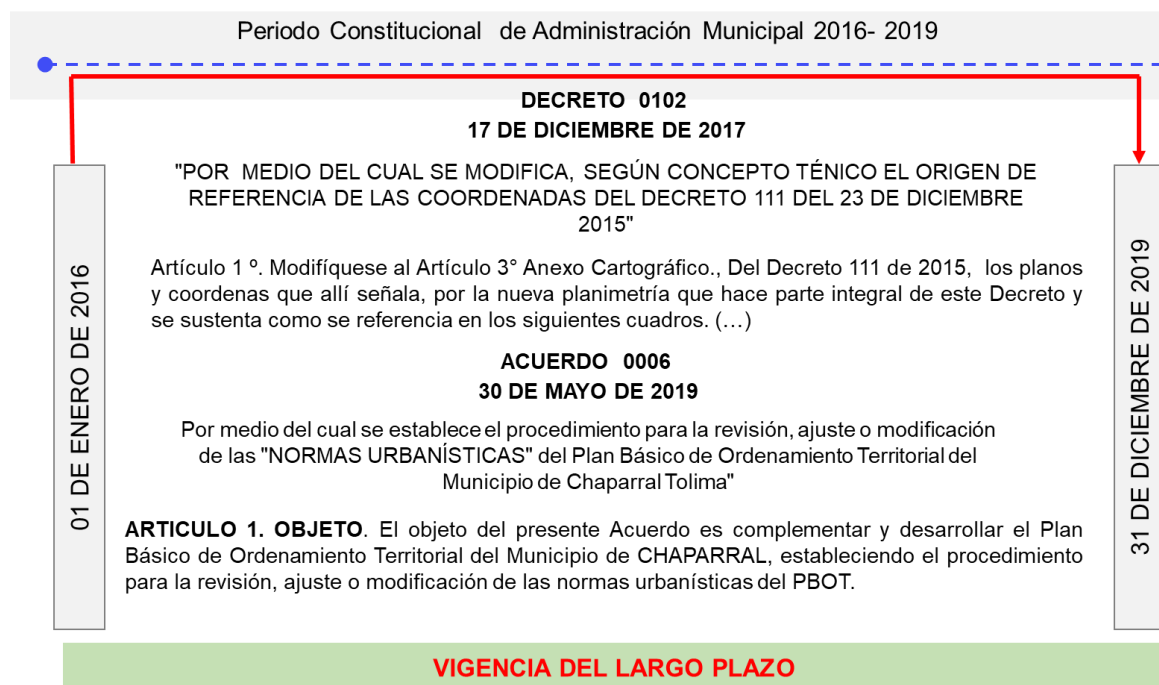 Periodo Constitucional de Administración Municipal 2016- 2019
DECRETO 0102
17 DE DICIEMBRE DE 2017
"POR MEDIO DEL CUAL SE MODIFICA, SEGÚN CONCEPTO TÉNICO EL ORIGEN DE
REFERENCIA DE LAS COORDENADAS DEL DECRETO 111 DEL 23 DE DICIEMBRE
2015"
Artículo 1 º. Modifíquese al Artículo 3° Anexo Cartográfico., Del Decreto 111 de 2015, los planos
y coordenas que allí señala, por la nueva planimetría que hace parte integral de este Decreto y
se sustenta como se referencia en los siguientes cuadros. (…)
ACUERDO 0006
30 DE MAYO DE 2019
Por medio del cual se establece el procedimiento para la revisión, ajuste o modificación
de las "NORMAS URBANÍSTICAS" del Plan Básico de Ordenamiento Territorial del
Municipio de Chaparral Tolima"
ARTICULO 1. OBJETO. El objeto del presente Acuerdo es complementar y desarrollar el Plan
Básico de Ordenamiento Territorial del Municipio de CHAPARRAL, estableciendo el procedimiento
para la revisión, ajuste o modificación de las normas urbanísticas del PBOT.
01 DE ENERO DE 2016
31 DE DICIEMBRE DE 2019
VIGENCIA DEL LARGO PLAZO